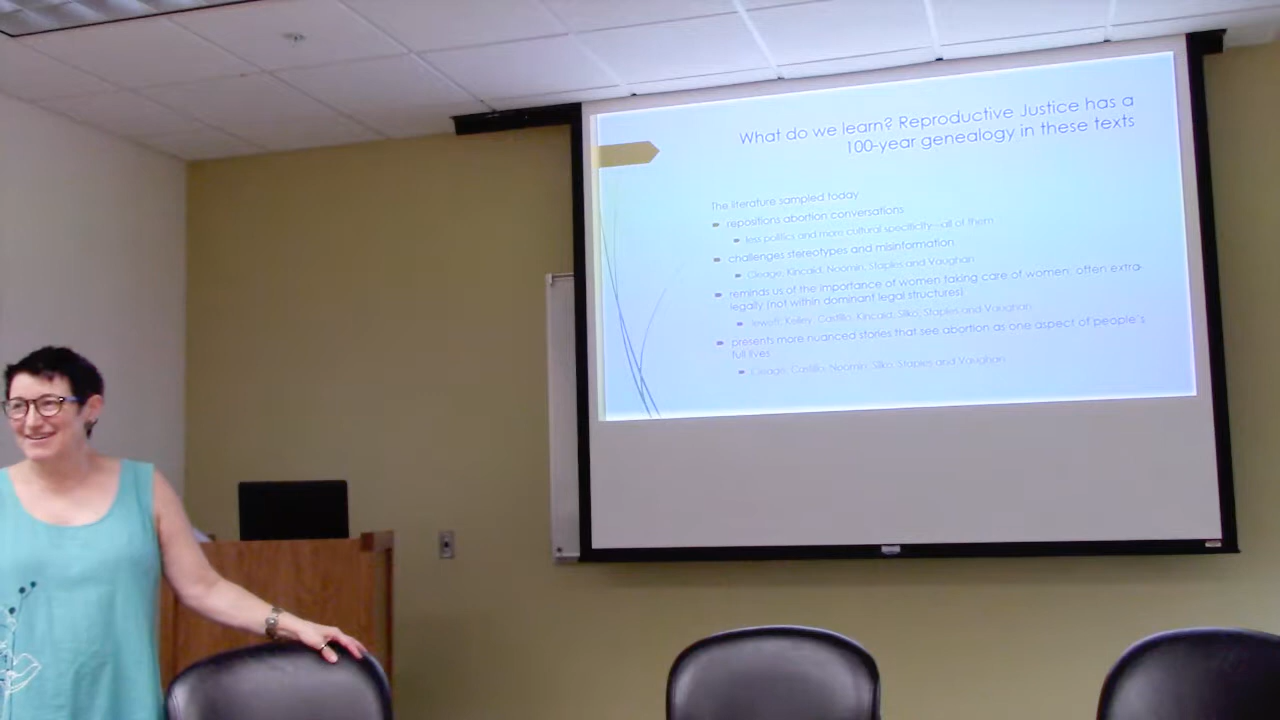 What do we learn? Reproductive Justice has a
100-year genealogy in these texts
The literature sampled today
repositions abortion conversations
less politics and more cultural specificity—all of them
challenges stereotypes and misinformation
Cleage, Kincaid, Noomin, Staples and Vaughan
reminds us of the importance of women taking care of women; often extra-
legally (not within dominant legal structures)
Jewett, Kelley, Castillo, Kincaid, Silko, Staples and Vaughan
presents more nuanced stories that see abortion as one aspect of people's
full lives
Cleage, Castillo, Noomin, Silko, Staples and Vaughan